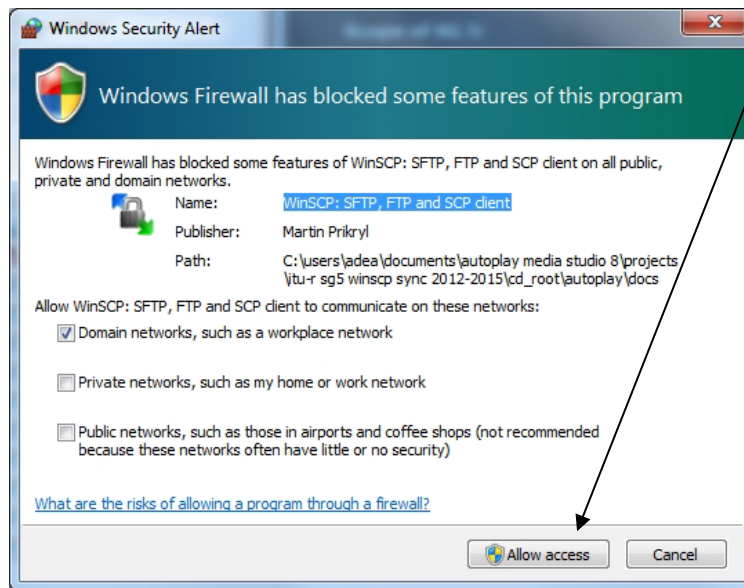 Windows Security Alert
Windows Firewall has blocked some features of this program
Windows Firewall has blocked some features of WinSCP: SFTP, FTP and SCP client on all public,
private and domain networks.
Name: WinSCP: SFTP, FTP and SCP client
Publisher: Martin Prikryl
Path: C:\users\adea\documents\autoplay media studio 8\projects
\itu-r sg5 winscp sync 2012-2015\cd_root\autoplay\docs
Allow WinSCP: SFTP, FTP and SCP client to communicate on these networks:
Domain networks, such as a workplace network
Private networks, such as my home or work network
Public networks, such as those in airports and coffee shops (not recommended
because these networks often have little or no security)
What are the risks of allowing a program through a firewall?
Allow access Cancel